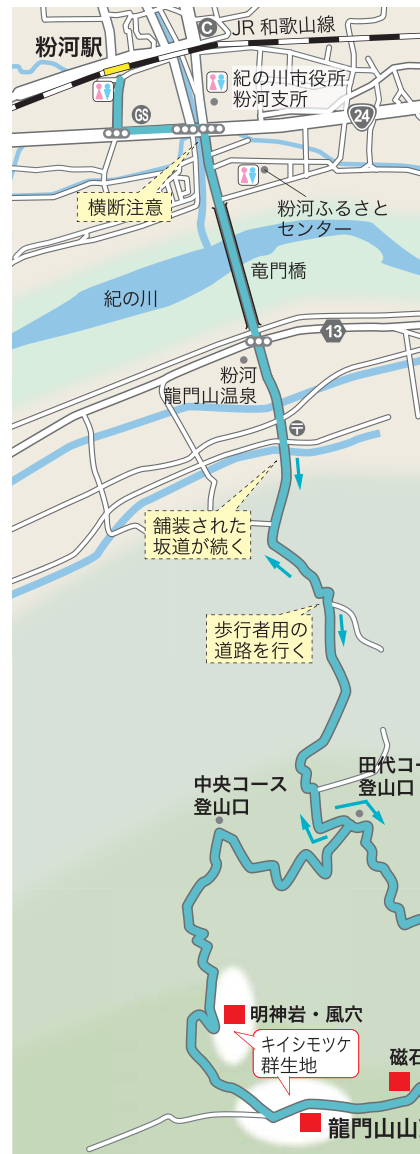 C
JR 和歌山線
粉河駅
紀の川市役所
粉河支所
CS
24
横断注意
粉河ふるさと
センター
竜門橋
紀の川
13
粉河
龍門山温泉
〒
舗装された
坂道が続く
歩行者用の
道路を行く
田代コー
登山口
中央コース
登山口
明神岩・風穴
キイシモツケ
群生地
磁石
龍門山山